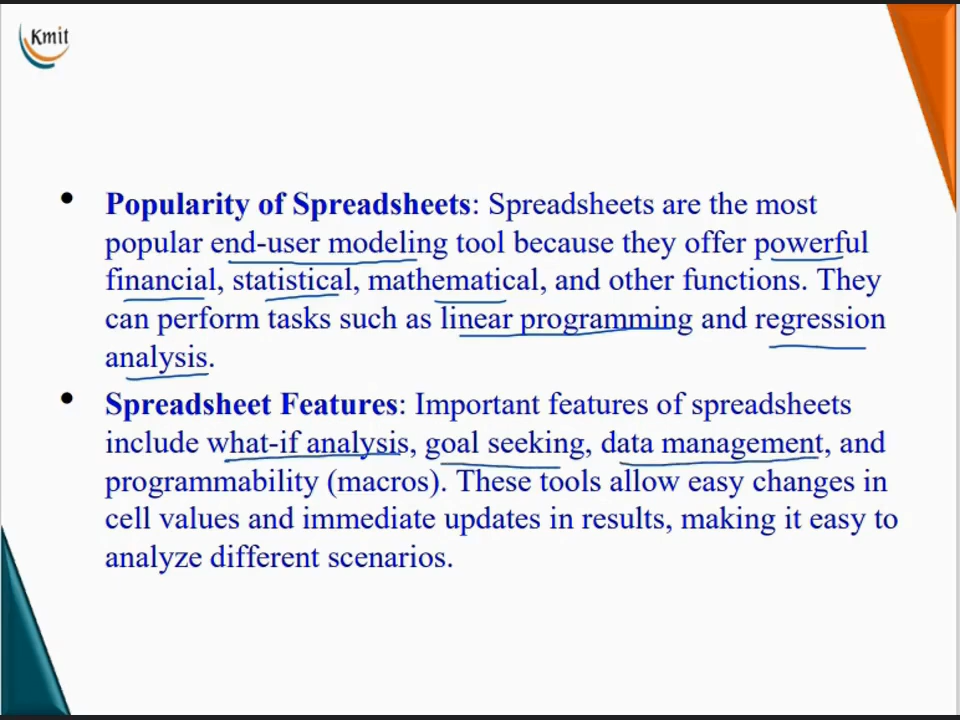 Kmit
• Popularity of Spreadsheets: Spreadsheets are the most
popular end-user modeling tool because they offer powerful
financial, statistical, mathematical, and other functions. They
can perform tasks such as linear programming and regression
analysis.
• Spreadsheet Features: Important features of spreadsheets
include what-if analysis, goal seeking, data management, and
programmability (macros). These tools allow easy changes in
cell values and immediate updates in results, making it easy to
analyze different scenarios.